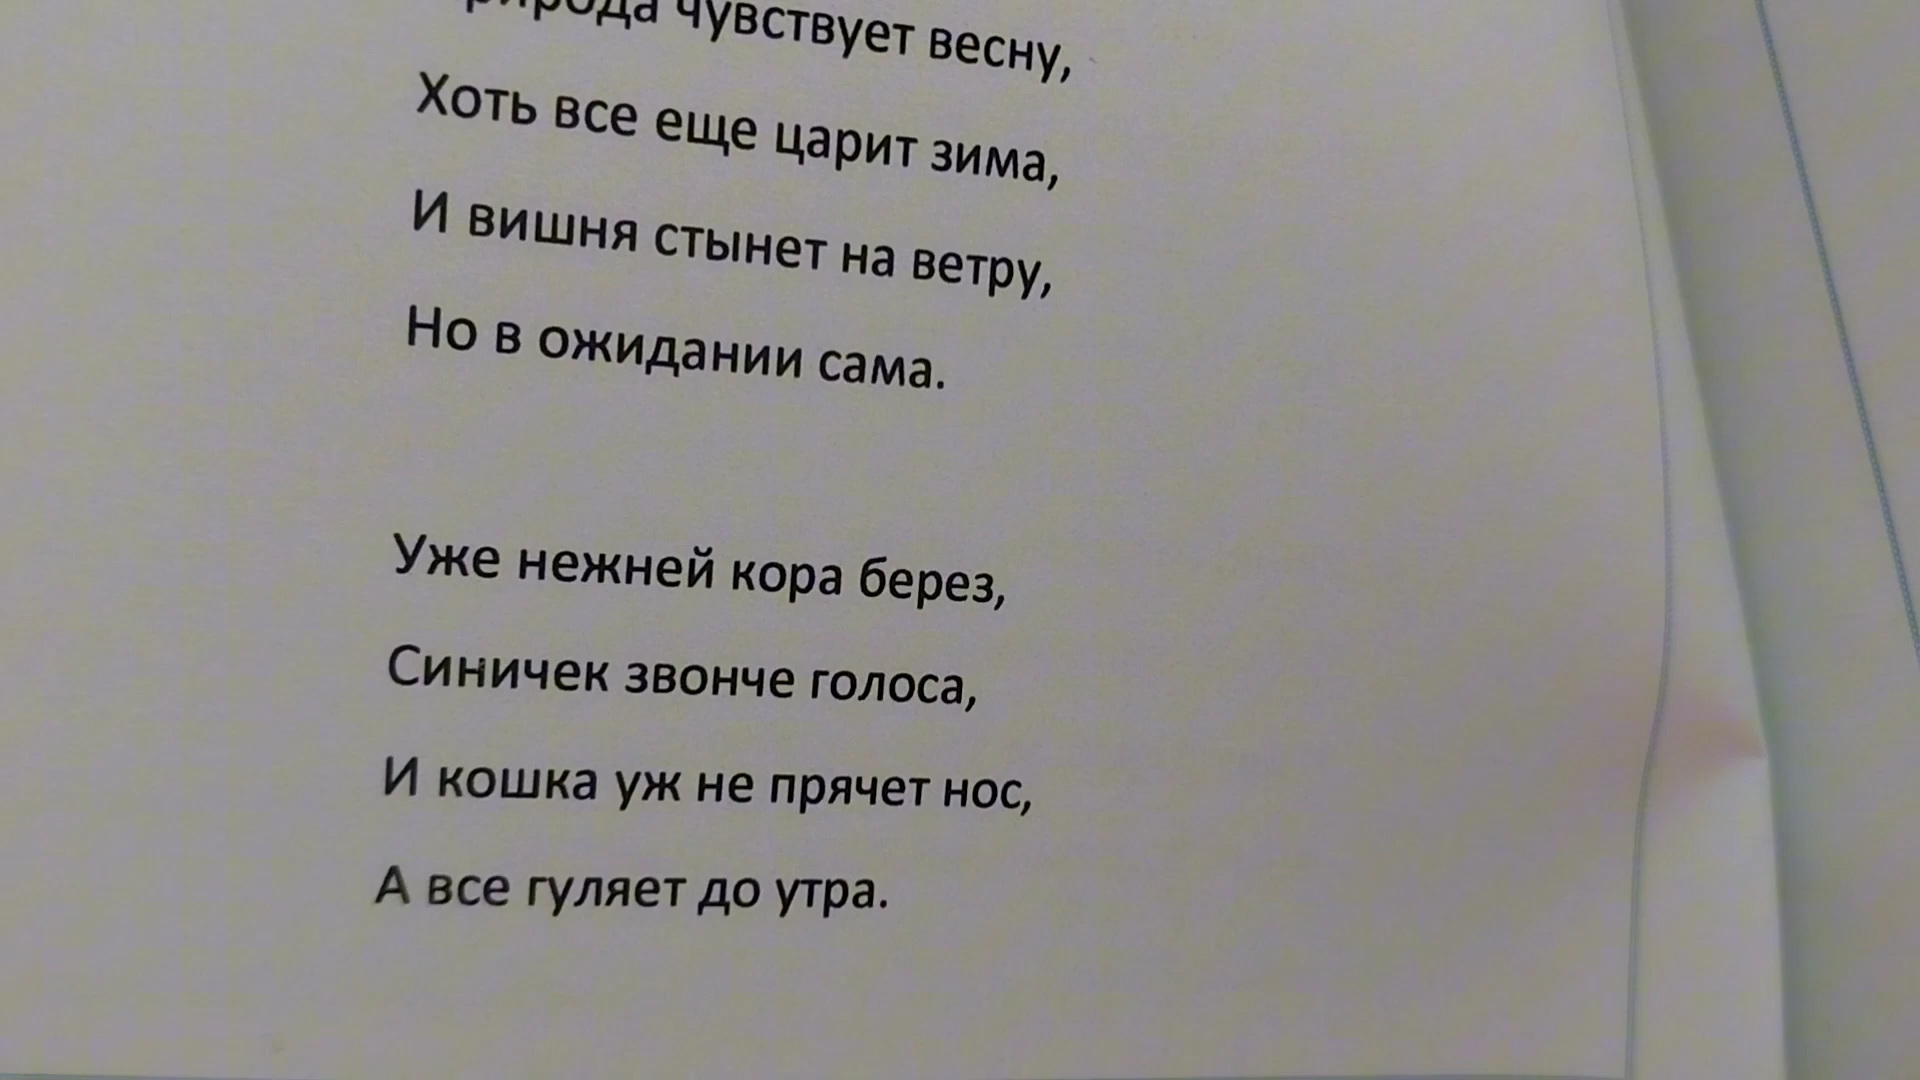 Природа чувствует весну,
Хоть все еще царит зима,
И вишня стынет на ветру,
Но в ожидании сама.
Уже нежней кора берез,
Синичек звонче голоса,
И кошка уж не прячет нос,
А все гуляет до утра.